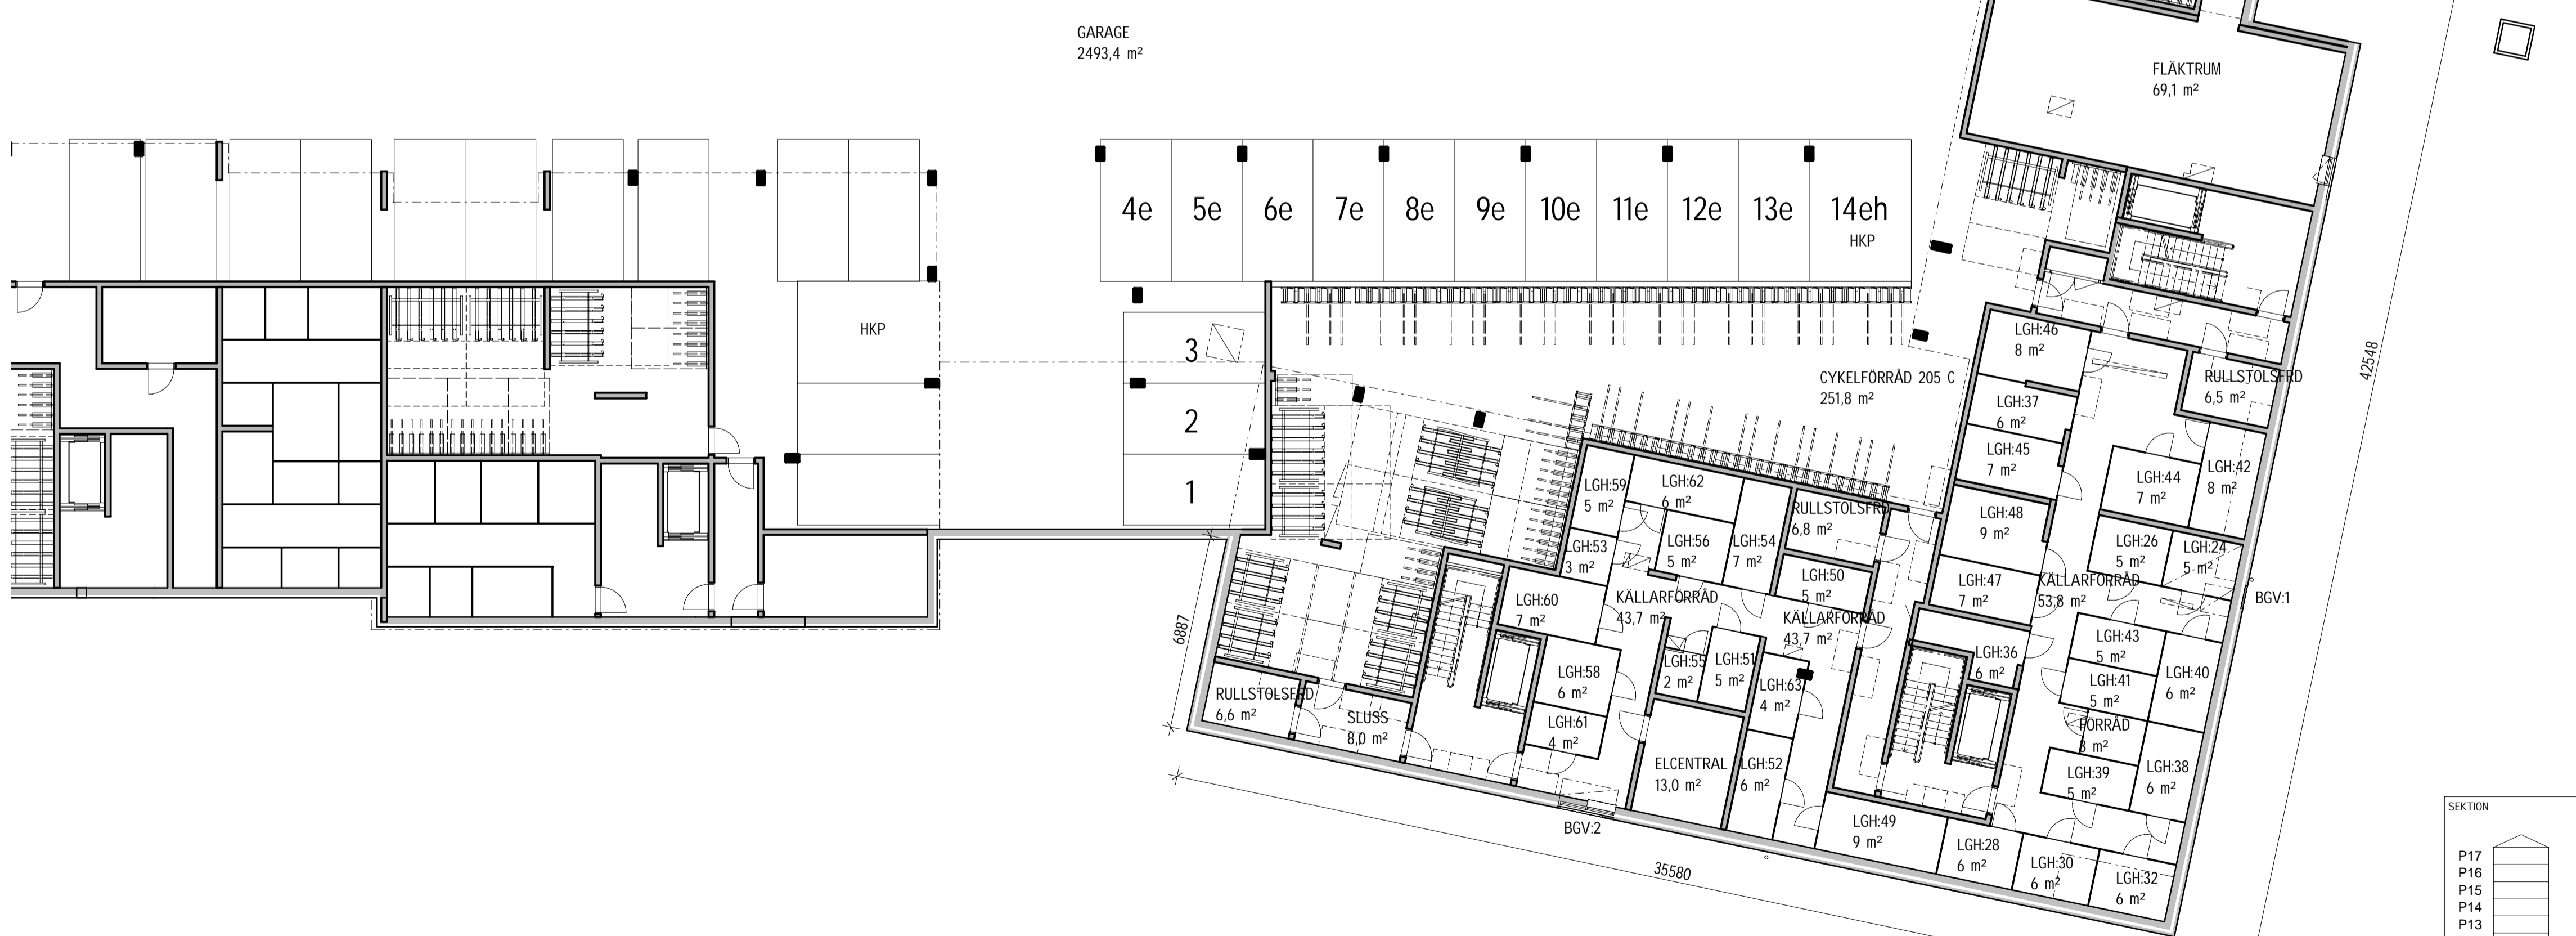 GARAGE
2493,4 m²
FLÄKTRUM
69,1 m²
4e 5e 6e 7e 8e 9e 10e 11e 12e 13e 14eh
HKP
HKP
3
2
1
CYKELFÖRRÅD 205 C
251,8 m²
LGH:46
8 m²
RULLSTOLSFRD
6,5 m²
42548
LGH:37
6 m²
LGH:45
7 m²
LGH:44
7 m²
LGH:42
8 m²
LGH:59
5 m²
LGH:62
6 m²
RULLSTOLSFRD
6,8 m²
LGH:48
9 m²
LGH:53
3 m²
LGH:56
5 m²
LGH:54
7 m²
LGH:26
5 m²
LGH:24
5 m²
LGH:50
5 m²
LGH:47
7 m²
KÄLLARFÖRRÅD
53,8 m²
BGV:1
LGH:60
7 m²
KÄLLARFÖRRÅD
43,7 m²
KÄLLARFÖRRÅD
43,7 m²
6887
LGH:43
5 m²
LGH:36
6 m²
LGH:40
6 m²
LGH:58
6 m²
LGH:55
2 m²
LGH:51
5 m²
LGH:63
4 m²
LGH:41
5 m²
RULLSTOLSFRD
6,6 m²
SLUSS
8,0 m²
LGH:61
4 m²
FÖRRÅD
3 m²
ELCENTRAL
13,0 m²
LGH:52
6 m²
LGH:39
5 m²
LGH:38
6 m²
BGV:2
LGH:49
9 m²
LGH:28
6 m²
LGH:30
6 m²
LGH:32
6 m²
35580
SEKTION
P17
P16
P15
P14
P13